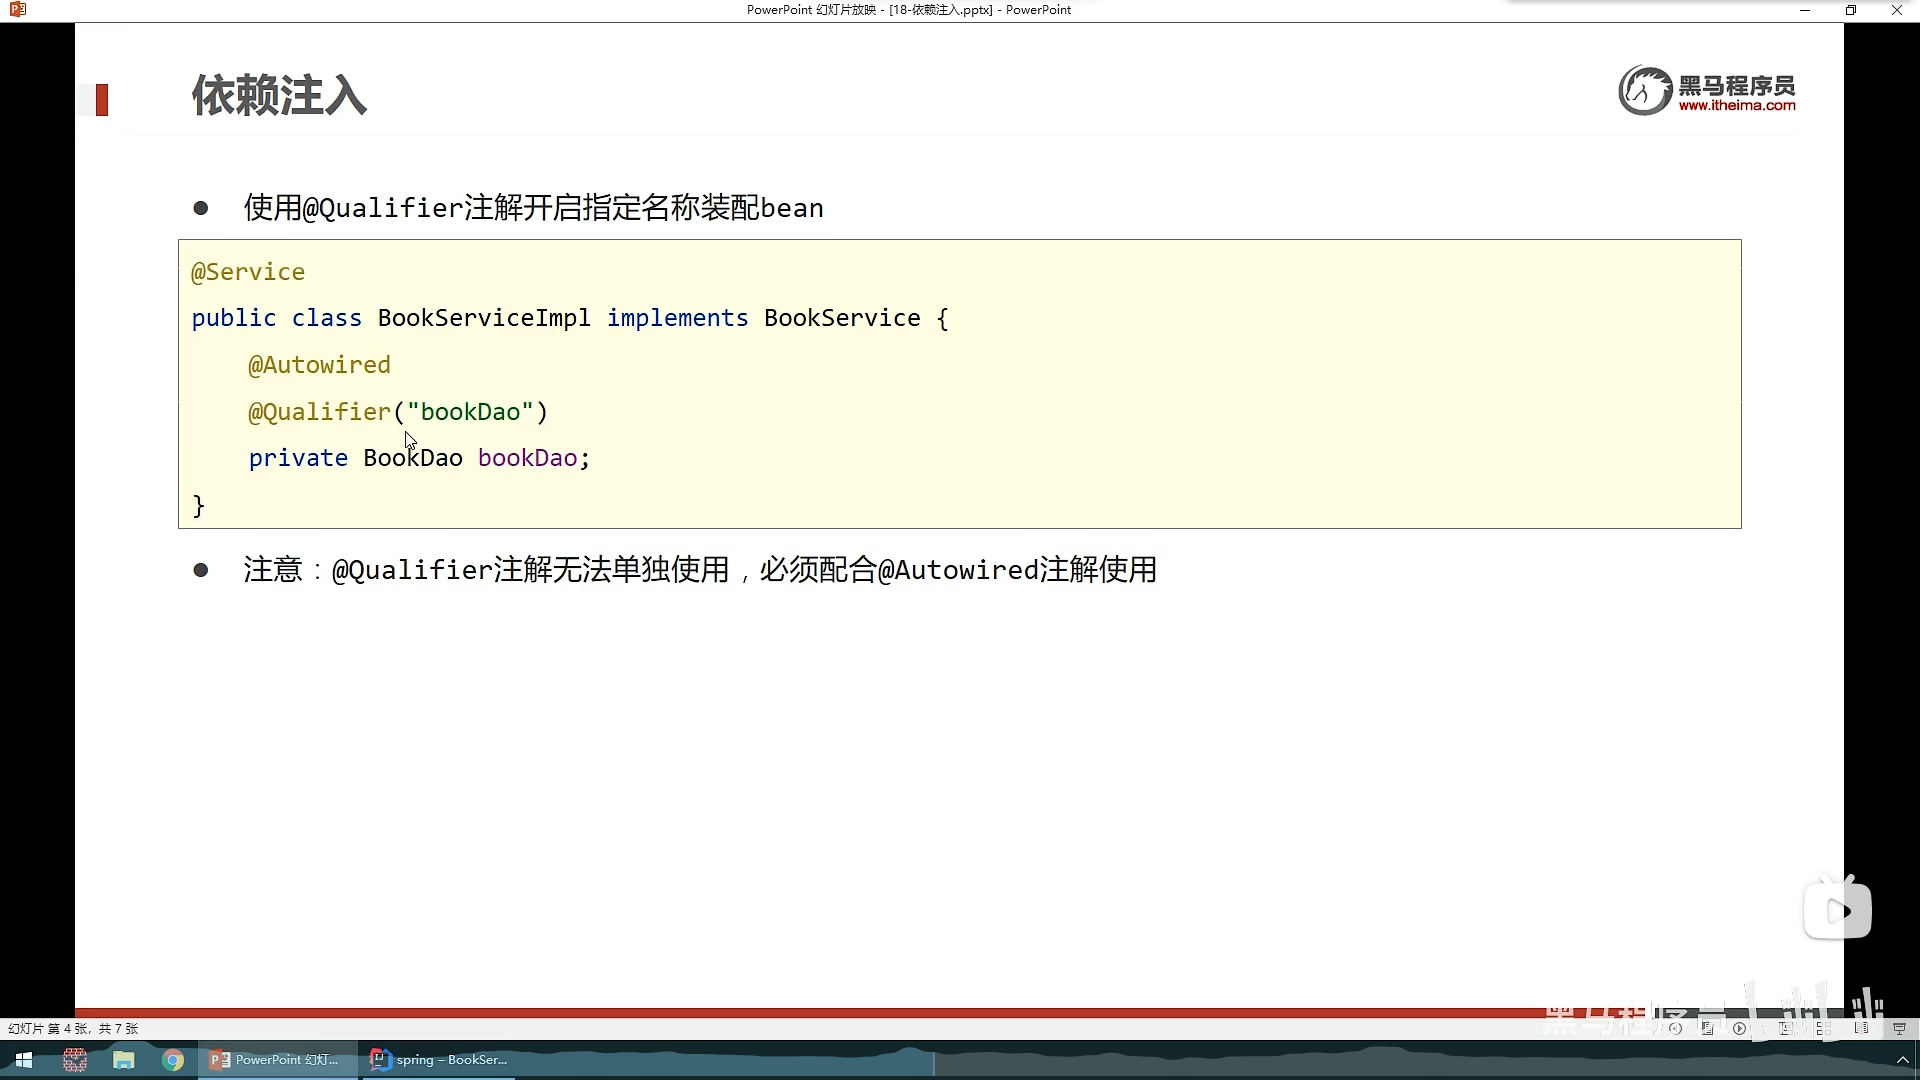 PowerPoint 幻灯片放映 - [18-依赖注入.pptx] - PowerPoint
依赖注入
黑马程序员
www.itheima.com
● 使用@Qualifier注解开启指定名称装配bean
@Service
public class BookServiceImpl implements BookService {
@Autowired
@Qualifier("bookDao")
private BookDao bookDao;
}
● 注意：@Qualifier注解无法单独使用，必须配合@Autowired注解使用
黑马程序员
幻灯片 第 4 张，共 7 张
PowerPoint 幻灯...
spring – BookSer...